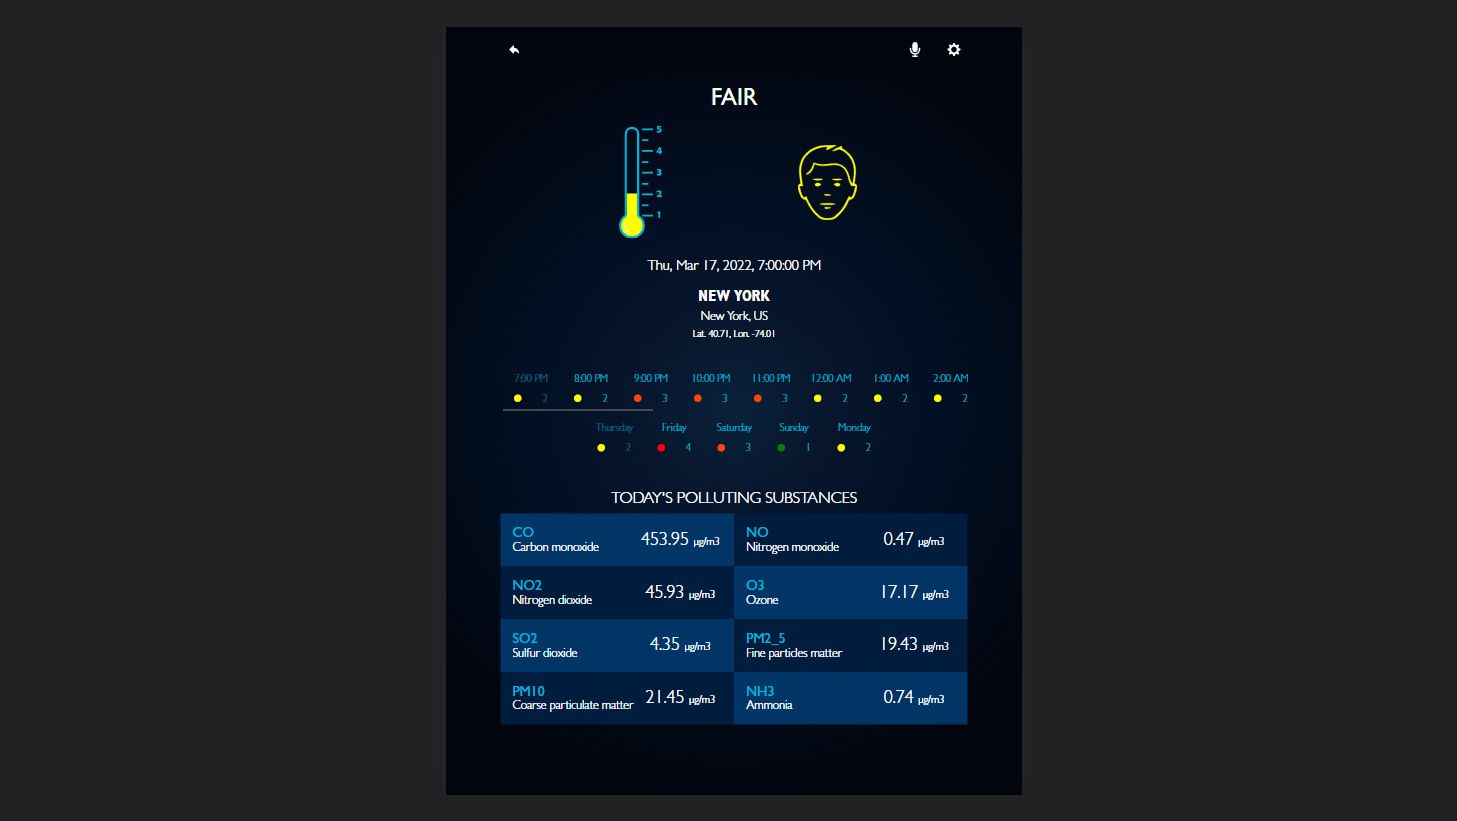 FAIR
5
4
3
2
1
Thu, Mar 17, 2022, 7:00:00 PM
NEW YORK
New York, US
Lat. 40.71, Lon. -74.01
7:00 PM 8:00 PM 9:00 PM 10:00 PM 11:00 PM 12:00 AM 1:00 AM 2:00 AM
2 2 3 3 3 2 2 2
Thursday Friday Saturday Sunday Monday
2 4 3 1 2
TODAY'S POLLUTING SUBSTANCES
CO
Carbon monoxide
453.95 µg/m3
NO
Nitrogen monoxide
0.47 µg/m3
NO2
Nitrogen dioxide
45.93 µg/m3
O3
Ozone
17.17 µg/m3
SO2
Sulfur dioxide
4.35 µg/m3
PM2_5
Fine particles matter
19.43 µg/m3
PM10
Coarse particulate matter
21.45 µg/m3
NH3
Ammonia
0.74 µg/m3